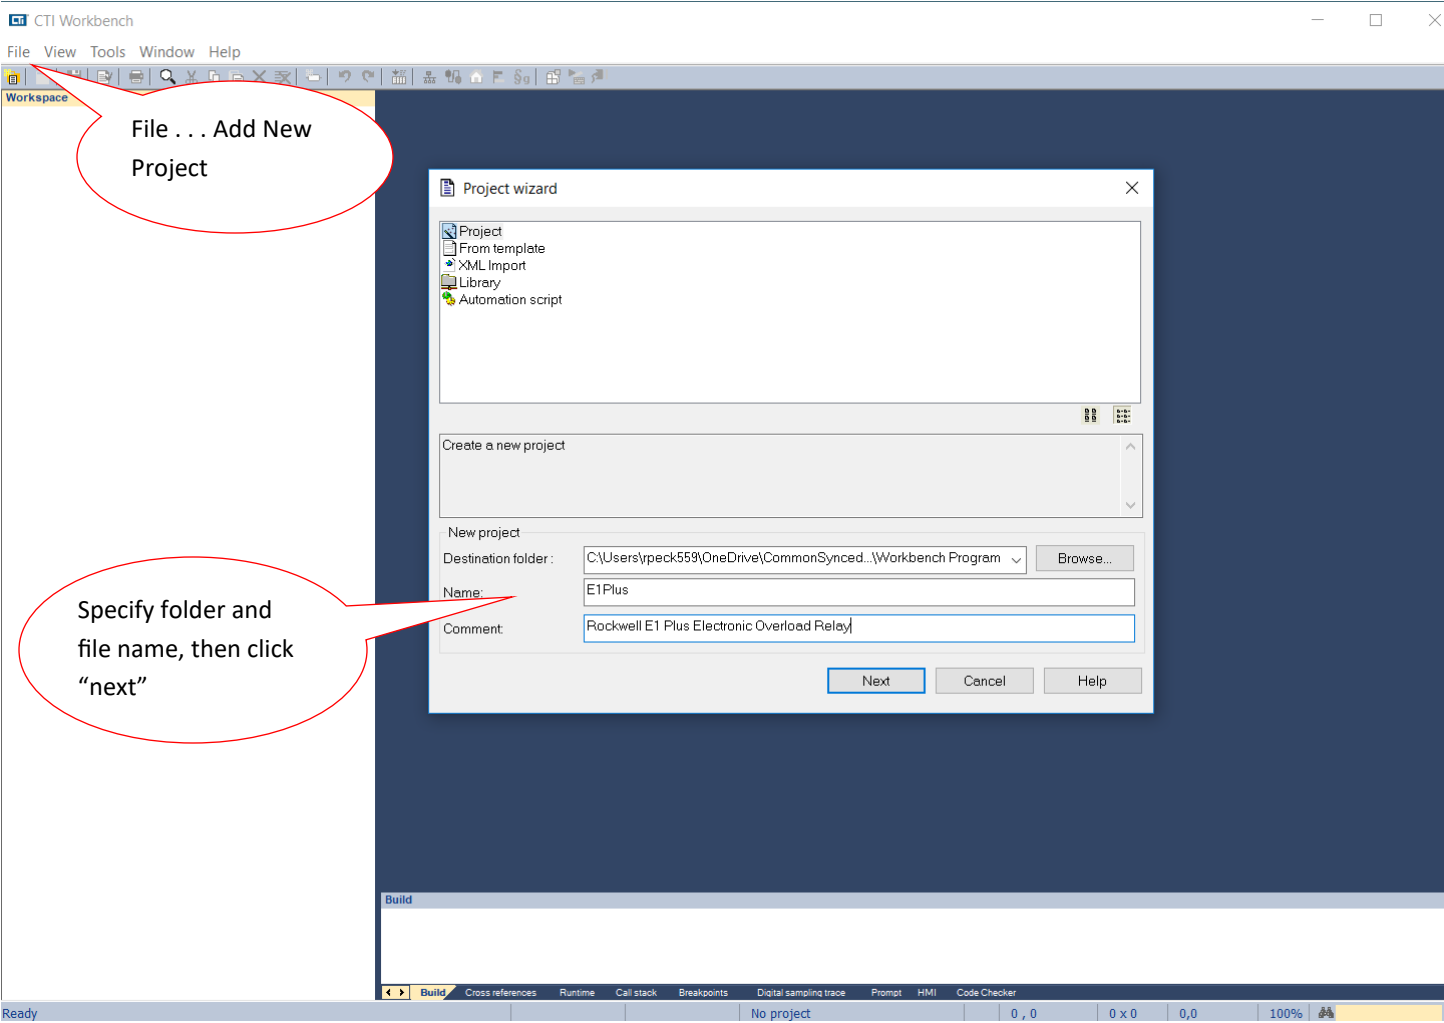 CTI CTI Workbench
File View Tools Window Help
Workspace
File . . . Add New
Project
Project wizard
Project
From template
XML Import
Library
Automation script
Create a new project
New project
Destination folder :
C:\Users\rpeck559\OneDrive\CommonSynced...\Workbench Program
Browse...
Name:
E1Plus
Comment:
Rockwell E1 Plus Electronic Overload Relay
Specify folder and
file name, then click
“next”
Next Cancel Help
Build
Build Cross references Runtime Call stack Breakpoints Digital sampling trace Prompt HMI Code Checker
Ready No project 0 , 0 0 x 0 0,0 100%